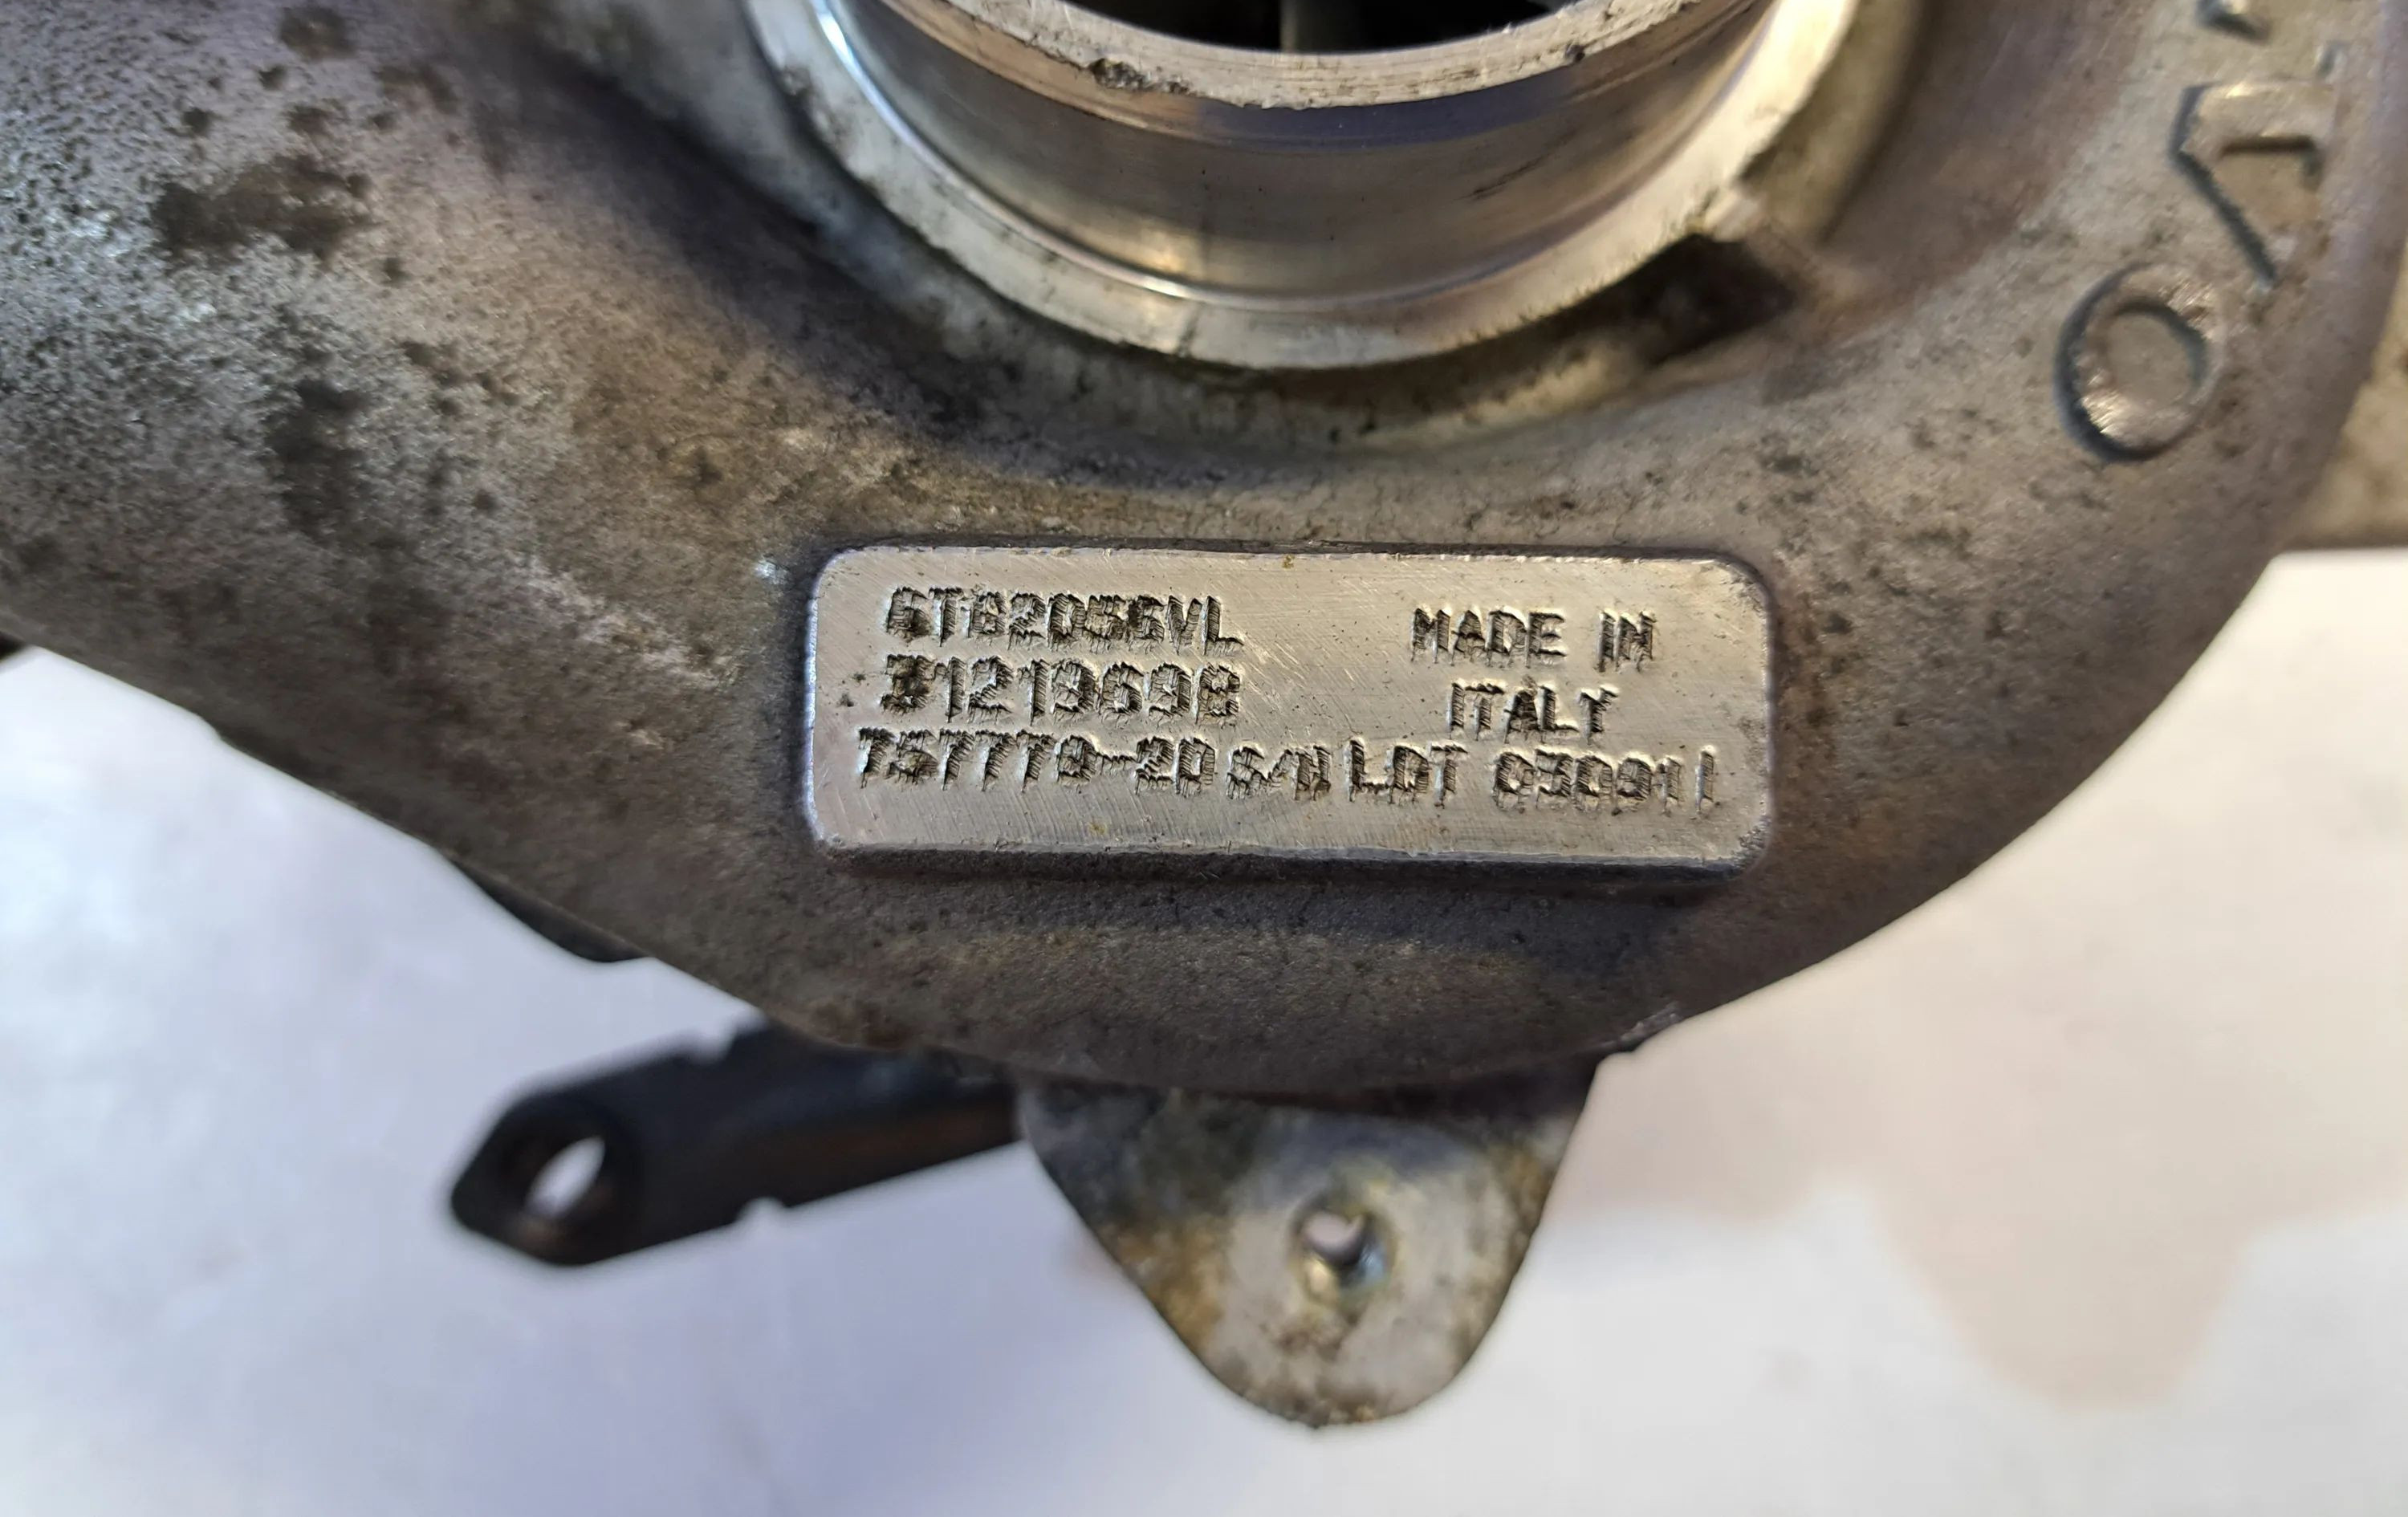 GTB2056VL
31219698
757779-20 S/N LOT 030911
MADE IN
ITALY